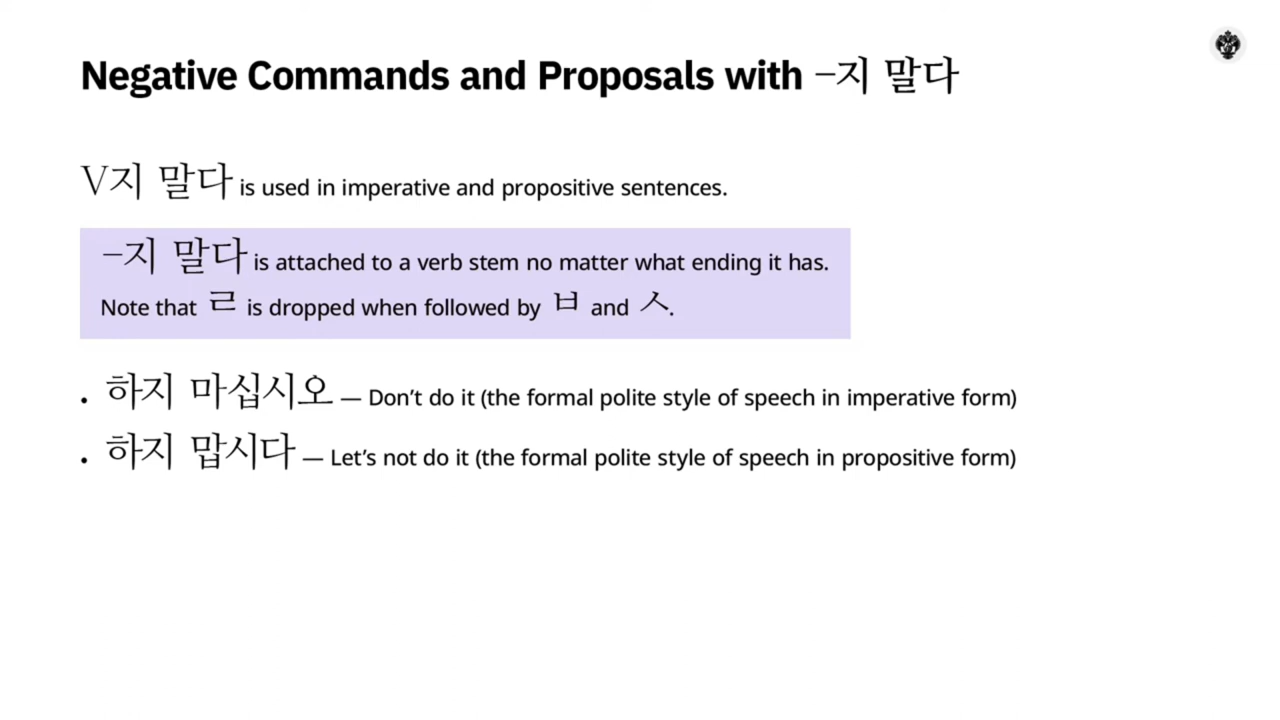 Negative Commands and Proposals with –지 말다
V지 말다 is used in imperative and propositive sentences.
–지 말다 is attached to a verb stem no matter what ending it has.
Note that ㄹ is dropped when followed by ㅂ and ㅅ.
• 하지 마십시오 — Don’t do it (the formal polite style of speech in imperative form)
• 하지 맙시다 — Let’s not do it (the formal polite style of speech in propositive form)